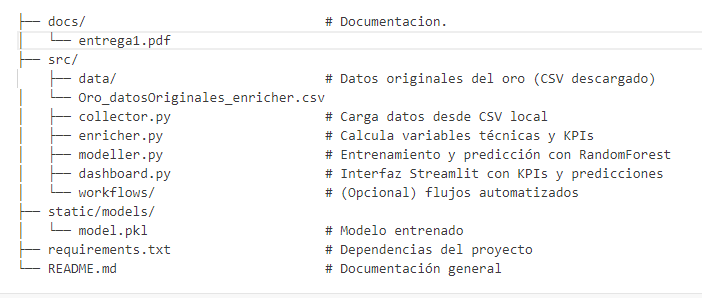 ├── docs/                          # Documentacion.
│   └── entrega1.pdf
├── src/
│   ├── data/                      # Datos originales del oro (CSV descargado)
│   └── Oro_datosOriginales_enricher.csv
│   ├── collector.py               # Carga datos desde CSV local
│   ├── enricher.py                # Calcula variables técnicas y KPIs
│   ├── modeller.py                # Entrenamiento y predicción con RandomForest
│   ├── dashboard.py               # Interfaz Streamlit con KPIs y predicciones
│   └── workflows/                 # (Opcional) flujos automatizados
├── static/models/
│   └── model.pkl                  # Modelo entrenado
├── requirements.txt               # Dependencias del proyecto
└── README.md                      # Documentación general